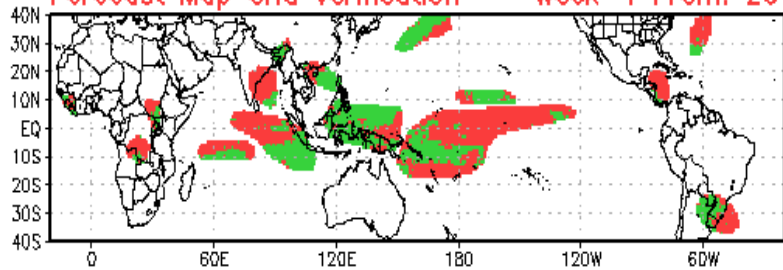 Forecast Map and Verification Week-1 From: 20
40N
30N
20N
10N
EQ
10S
20S
30S
40S
0 60E 120E 180 120W 60W